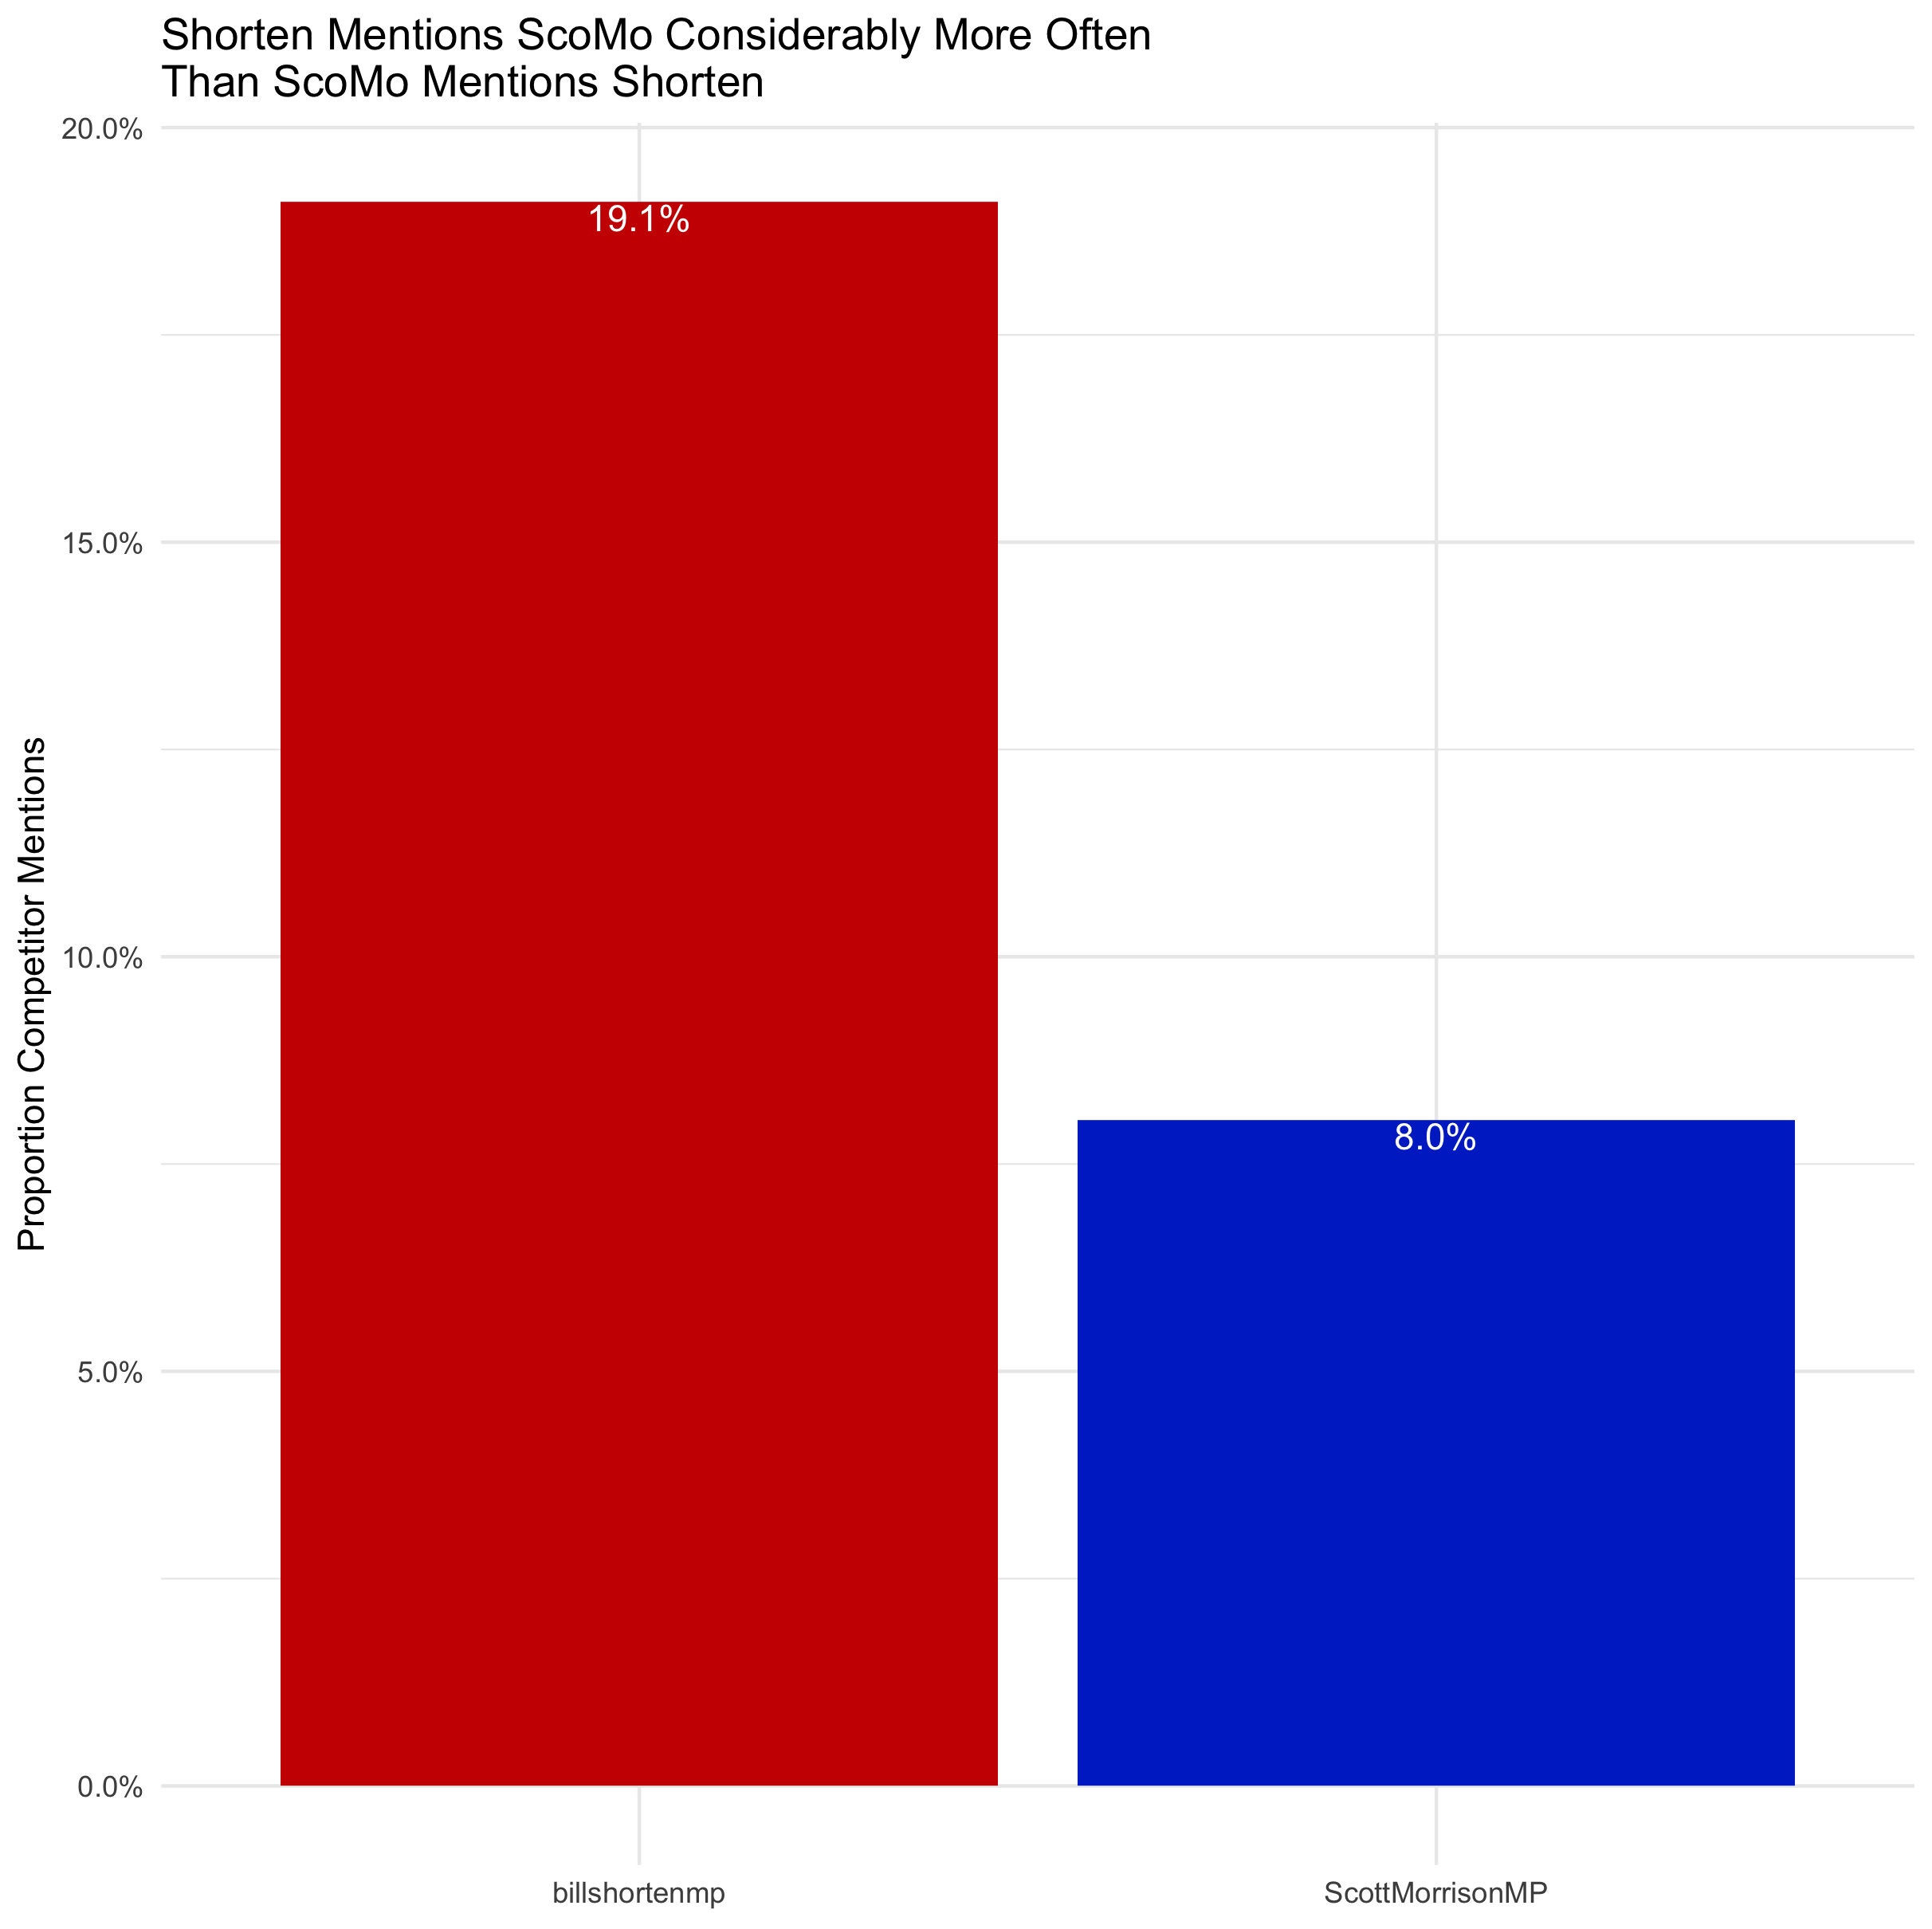 Shorten Mentions ScoMo Considerably More Often
Than ScoMo Mentions Shorten
Proportion Competitor Mentions
20.0%
15.0%
10.0%
5.0%
0.0%
19.1%
8.0%
billshortenmp
ScottMorrisonMP